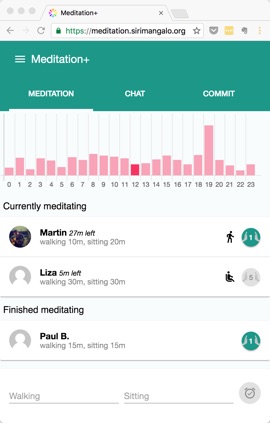 Meditation+
https://meditation.sirimangalo.org
Meditation+
MEDITATION CHAT COMMIT
0 1 2 3 4 5 6 7 8 9 10 11 12 13 14 15 16 17 18 19 20 21 22 23
Currently meditating
Martin 27m left
walking 10m, sitting 20m
1
Liza 5m left
walking 30m, sitting 30m
5
Finished meditating
Paul B.
walking 15m, sitting 15m
1
Walking Sitting